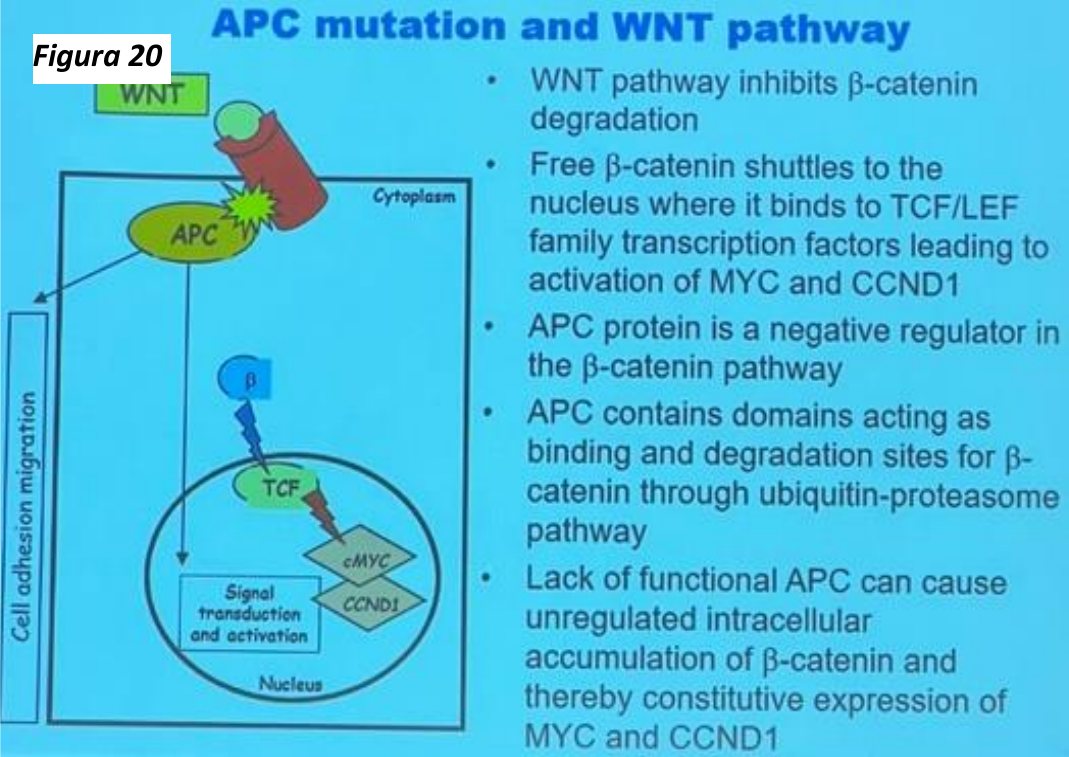 APC mutation and WNT pathway
Figura 20
WNT
Cytoplasm
APC
β
TCF
cMYC
CCND1
Signal
transduction
and activation
Nucleus
Cell adhesion migration
• WNT pathway inhibits β-catenin
degradation
• Free β-catenin shuttles to the
nucleus where it binds to TCF/LEF
family transcription factors leading to
activation of MYC and CCND1
• APC protein is a negative regulator in
the β-catenin pathway
• APC contains domains acting as
binding and degradation sites for β-
catenin through ubiquitin-proteasome
pathway
• Lack of functional APC can cause
unregulated intracellular
accumulation of β-catenin and
thereby constitutive expression of
MYC and CCND1